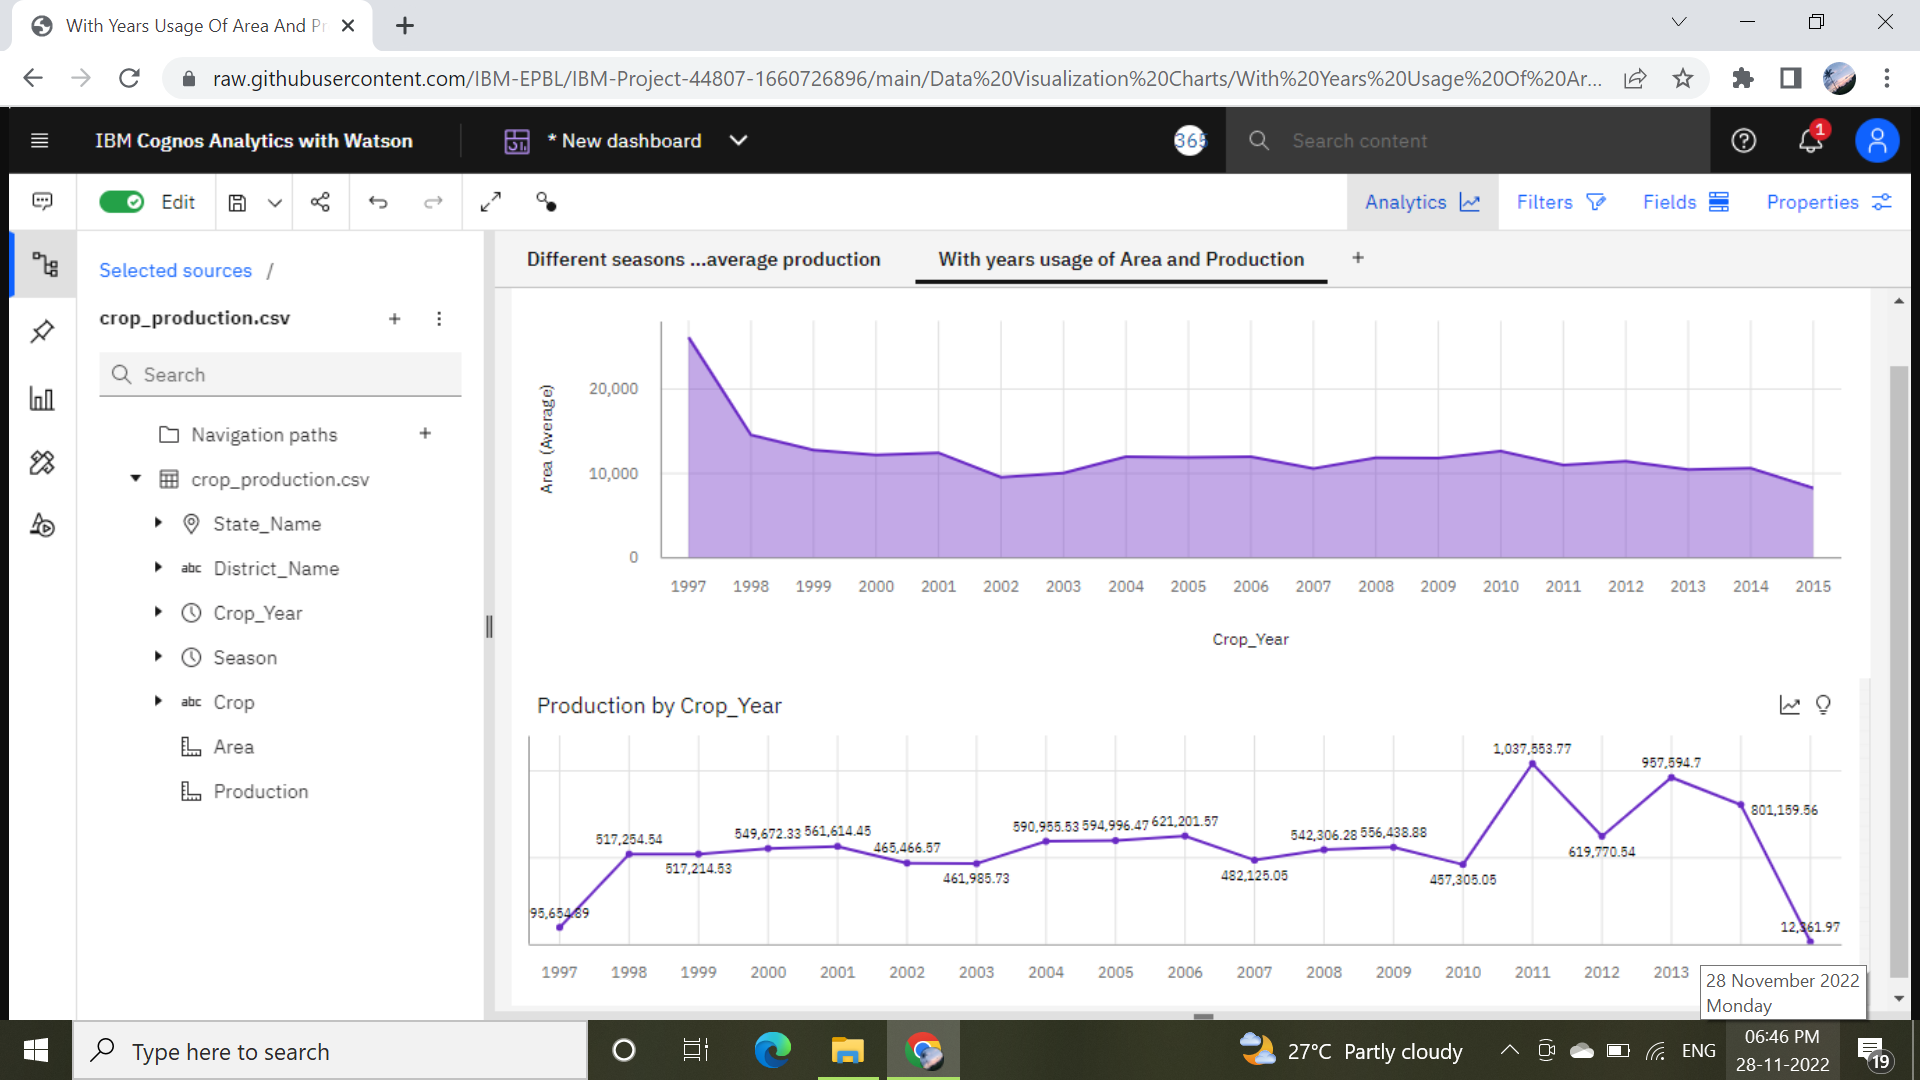 With Years Usage Of Area And Pr
raw.githubusercontent.com/IBM-EPBL/IBM-Project-44807-1660726896/main/Data%20Visualization%20Charts/With%20Years%20Usage%20Of%20Ar...
IBM Cognos Analytics with Watson
* New dashboard
365
Search content
1
Edit
Analytics
Filters
Fields
Properties
Selected sources /
crop_production.csv
Search
Navigation paths
crop_production.csv
State_Name
abc District_Name
Crop_Year
Season
abc Crop
Area
Production
Different seasons ...average production
With years usage of Area and Production
Area (Average)
20,000
10,000
0
1997 1998 1999 2000 2001 2002 2003 2004 2005 2006 2007 2008 2009 2010 2011 2012 2013 2014 2015
Crop_Year
Production by Crop_Year
95,654.89
517,254.54
517,214.53
549,672.33
561,614.45
465,466.57
461,985.73
590,955.53
594,996.47
621,201.57
482,125.05
542,306.28
556,438.88
457,305.05
1,037,553.77
619,770.54
957,594.7
801,159.56
12,361.97
1997 1998 1999 2000 2001 2002 2003 2004 2005 2006 2007 2008 2009 2010 2011 2012 2013
28 November 2022
Monday
Type here to search
27°C Partly cloudy
ENG
06:46 PM
28-11-2022
19